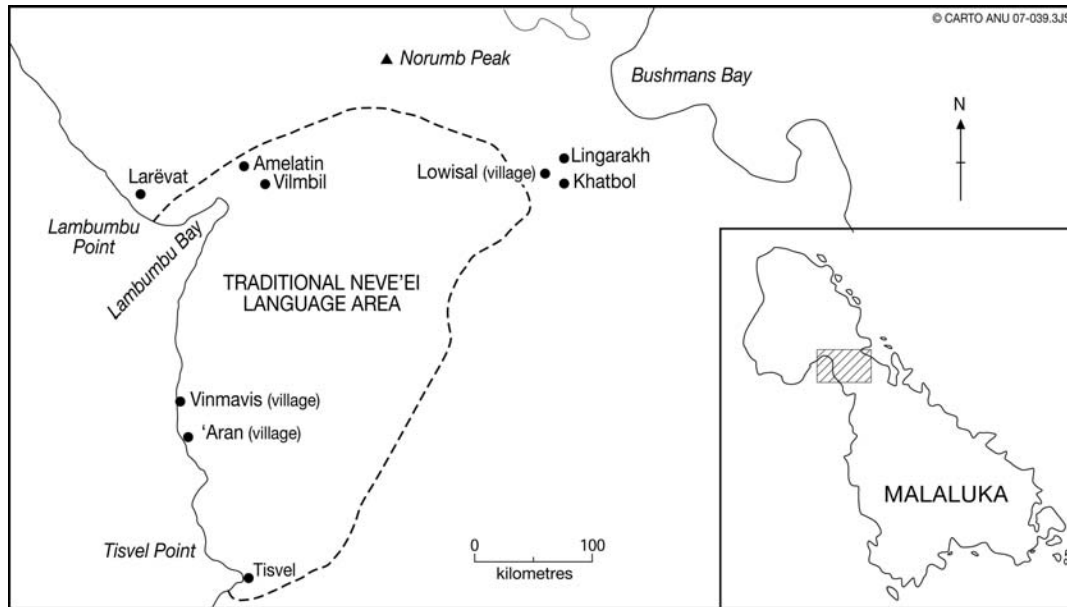 © CARTO ANU 07-039.3JS
Norumb Peak
Bushmans Bay
N
Amelatin
Vilmbil
Larëvat
Lingarakh
Lowisal (village)
Khatbol
Lambumbu
Point
Lambumbu Bay
TRADITIONAL NEVE'EI
LANGUAGE AREA
Vinmavis (village)
'Aran (village)
Tisvel Point
Tisvel
0 100
kilometres
MALALUKA